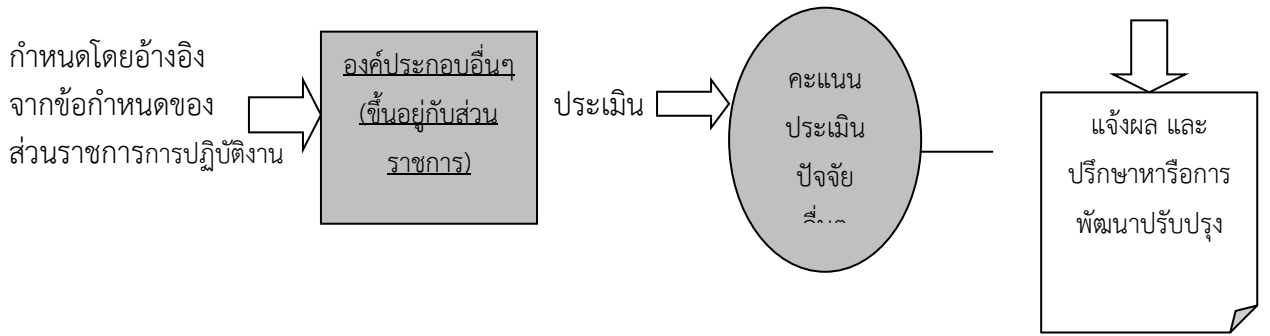 กำหนดโดยอ้างอิง
จากข้อกำหนดของ
ส่วนราชการการปฏิบัติงาน
องค์ประกอบอื่นๆ
(ขึ้นอยู่กับส่วน
ราชการ)
ประเมิน
คะแนน
ประเมิน
ปัจจัย
แจ้งผล และ
ปรึกษาหารือการ
พัฒนาปรับปรุง